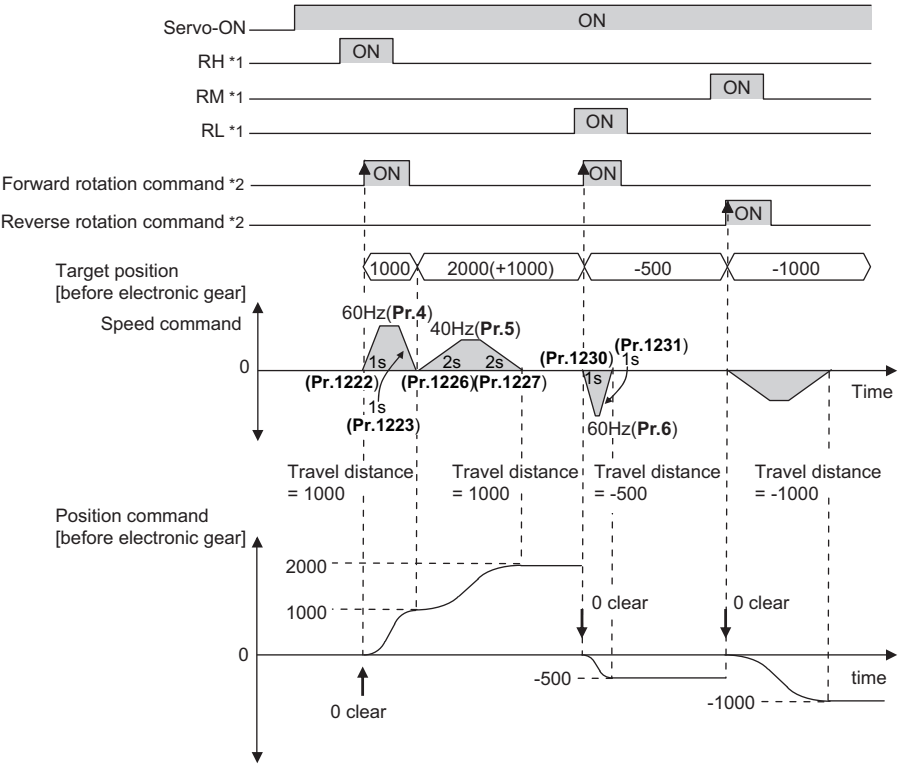 Servo-ON
ON
RH *1
ON
RM *1
ON
RL *1
ON
Forward rotation command *2
ON
ON
Reverse rotation command *2
ON
Target position
[before electronic gear]
1000
2000(+1000)
-500
-1000
Speed command
60Hz(Pr.4)
40Hz(Pr.5)
(Pr.1230)
(Pr.1231)
1s
0
1s
2s
2s
1s
Time
(Pr.1222)
(Pr.1226)(Pr.1227)
1s
(Pr.1223)
60Hz(Pr.6)
Travel distance
= 1000
Travel distance
= 1000
Travel distance
= -500
Travel distance
= -1000
Position command
[before electronic gear]
2000
1000
0 clear
0 clear
0
time
-500
-1000
0 clear